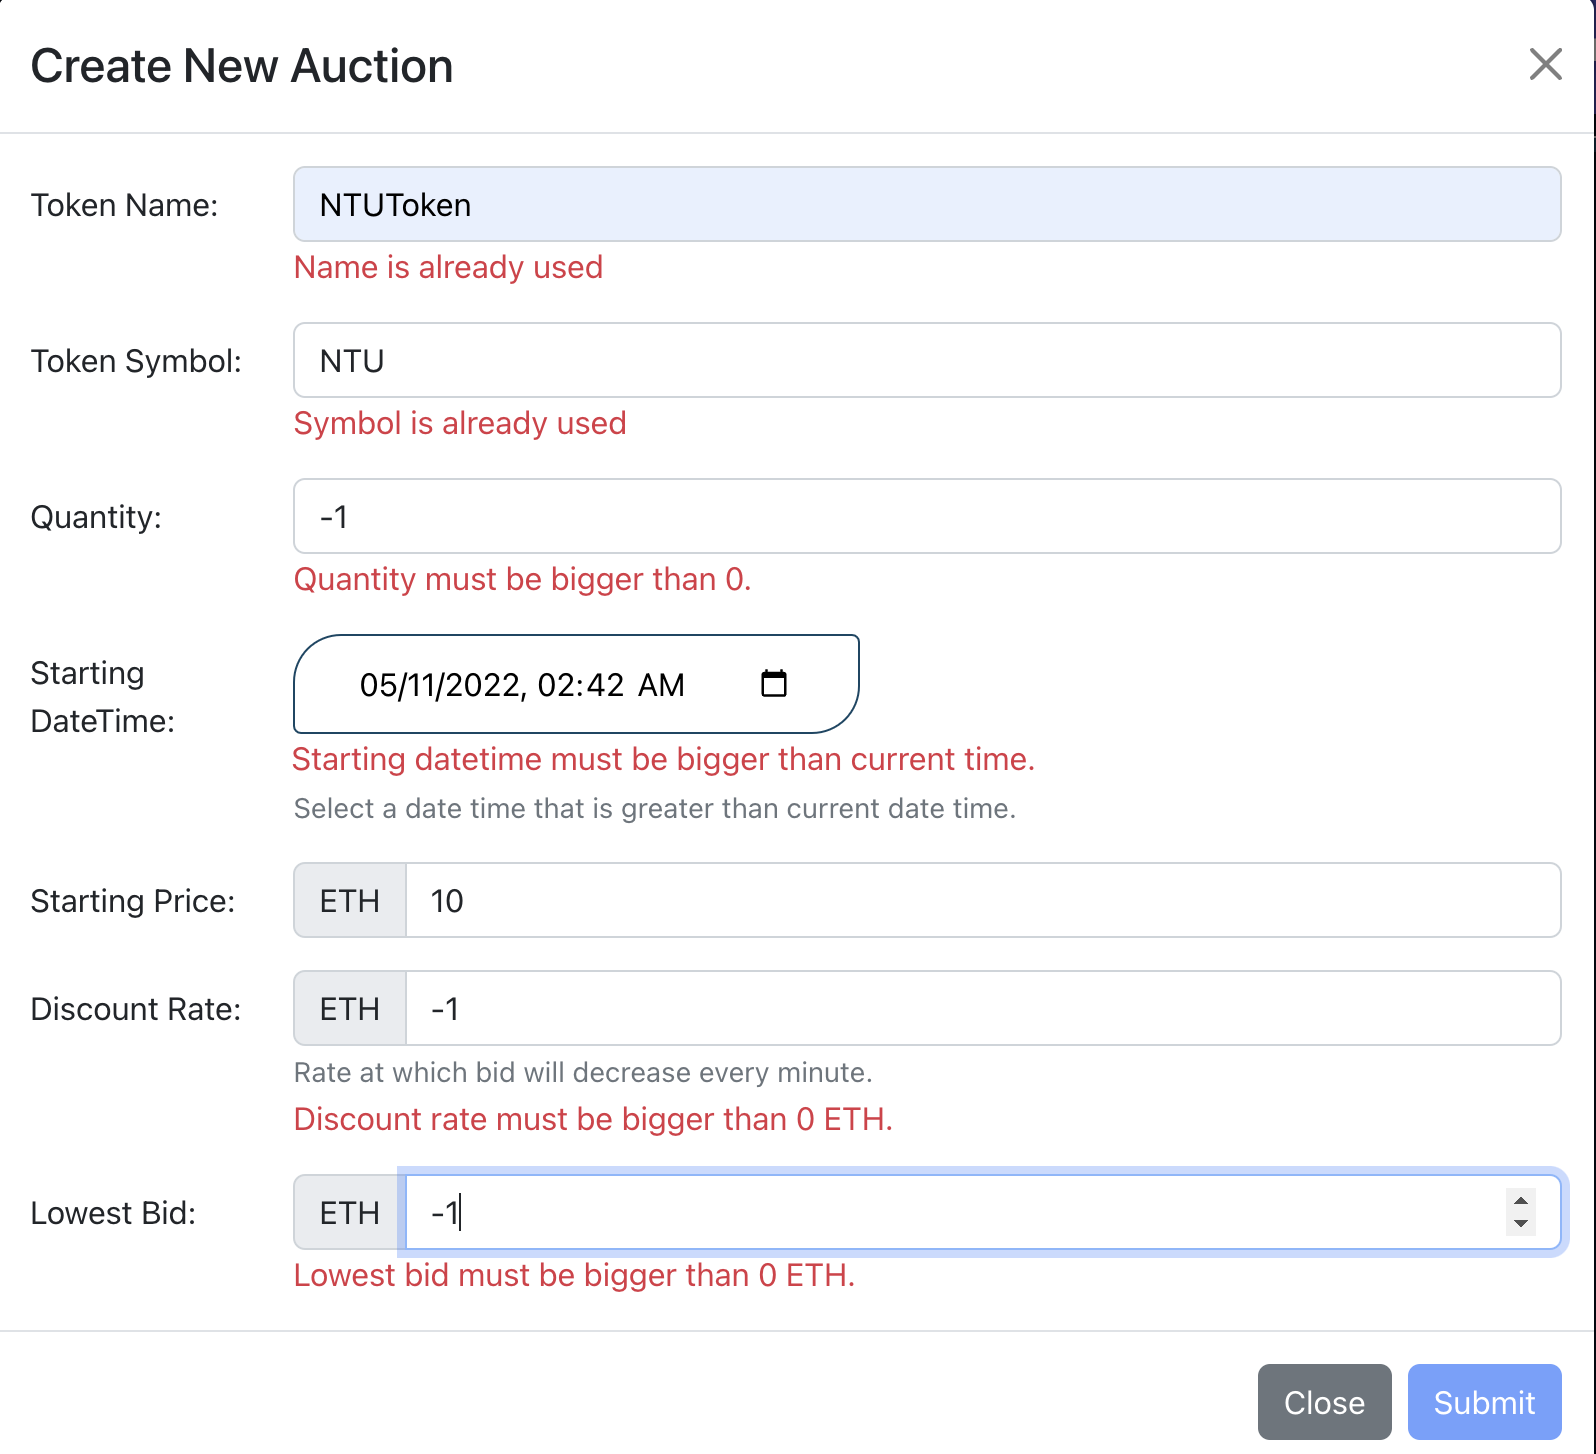 Create New Auction
Token Name:
NTUToken
Name is already used
Token Symbol:
NTU
Symbol is already used
Quantity:
-1
Quantity must be bigger than 0.
Starting
DateTime:
05/11/2022, 02:42 AM
Starting datetime must be bigger than current time.
Select a date time that is greater than current date time.
Starting Price:
ETH
10
Discount Rate:
ETH
-1
Rate at which bid will decrease every minute.
Discount rate must be bigger than 0 ETH.
Lowest Bid:
ETH
-1
Lowest bid must be bigger than 0 ETH.
Close
Submit